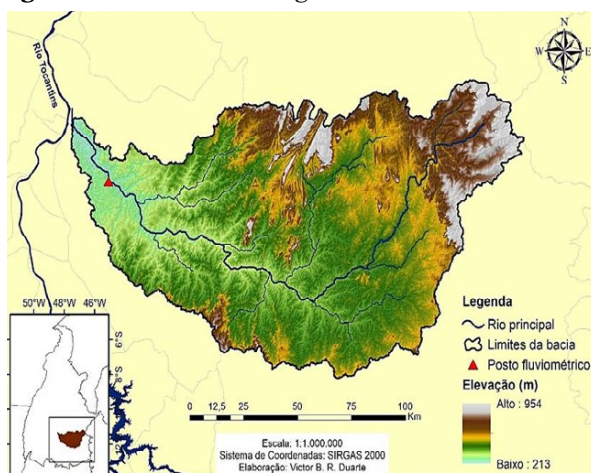 Rio Tocantins
N
W E
S
50°W 48°W 46°W
6°S
8°S
Legenda
Rio principal
Limites da bacia
Posto fluviométrico
Elevação (m)
Alto : 954
Baixo : 213
0 12,5 25 50 75 100
Km
Escala: 1:1.000.000
Sistema de Coordenadas: SIRGAS 2000
Elaboração: Victor B. R. Duarte